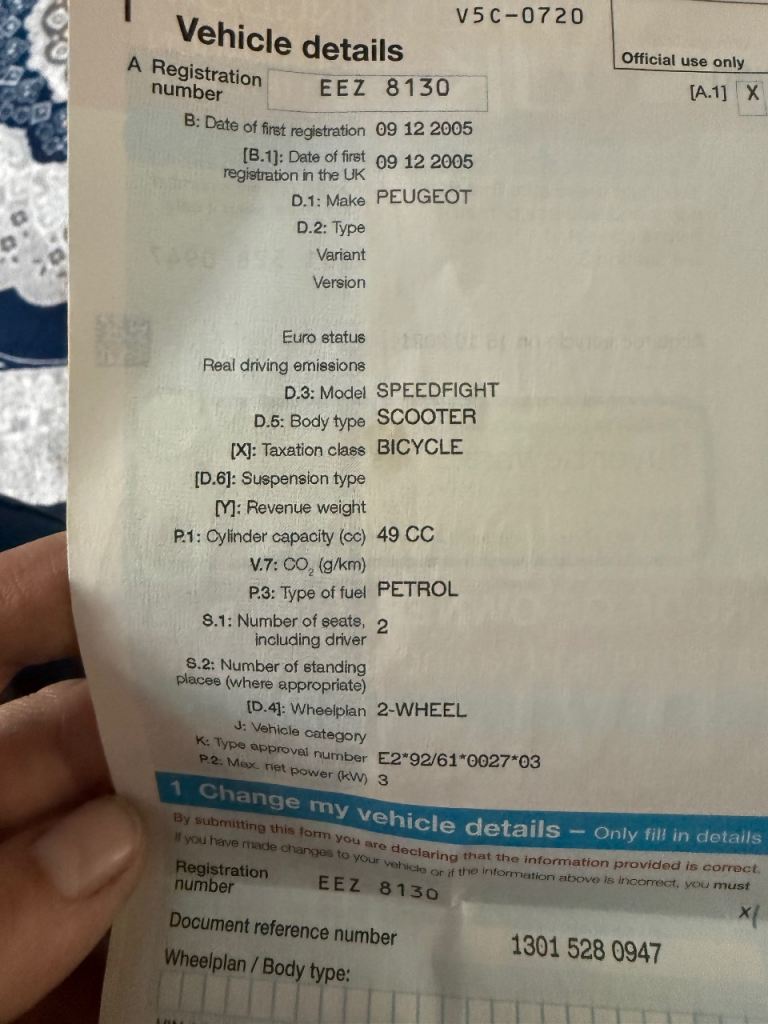 V5C-0720
Vehicle details
Official use only
A Registration number EEZ 8130
[A.1] X
B: Date of first registration 09 12 2005
[B.1]: Date of first registration in the UK 09 12 2005
D.1: Make PEUGEOT
D.2: Type
Variant
Version
Euro status
Real driving emissions
D.3: Model SPEEDFIGHT
D.5: Body type SCOOTER
[X]: Taxation class BICYCLE
[D.6]: Suspension type
[Y]: Revenue weight
P.1: Cylinder capacity (cc) 49 CC
V.7: CO₂ (g/km)
P.3: Type of fuel PETROL
S.1: Number of seats, including driver 2
S.2: Number of standing places (where appropriate)
[D.4]: Wheelplan 2-WHEEL
J: Vehicle category
K: Type approval number E2*92/61*0027*03
P.2: Max. net power (kW) 3
1 Change my vehicle details – Only fill in details
By submitting this form you are declaring that the information provided is correct.
If you have made changes to your vehicle or if the information above is incorrect, you must
Registration number EEZ 8130
X/
Document reference number 1301 528 0947
Wheelplan / Body type: